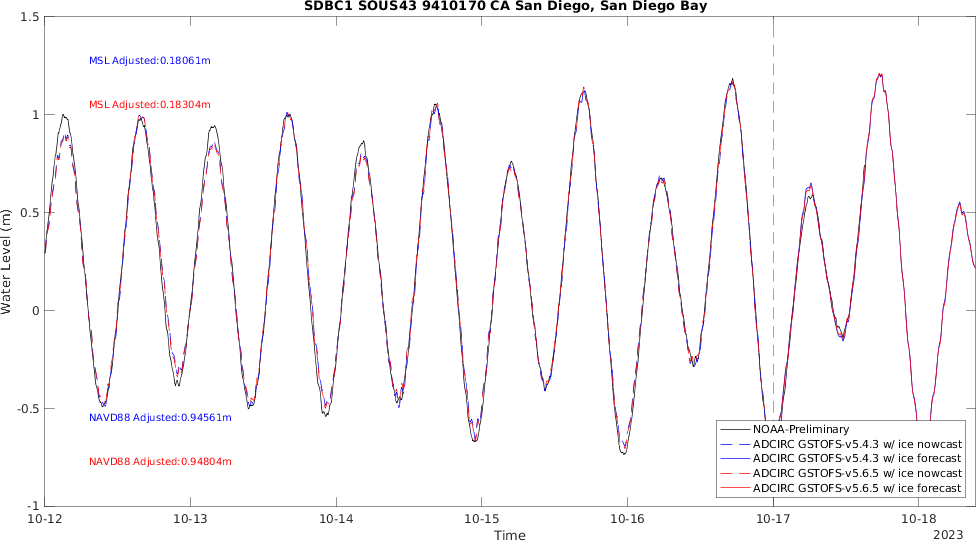 SDBC1 SOUS43 9410170 CA San Diego, San Diego Bay
1.5
MSL Adjusted:0.18061m
MSL Adjusted:0.18304m
1
0.5
Water Level (m)
0
-0.5
NAVD88 Adjusted:0.94561m
NAVD88 Adjusted:0.94804m
-1
NOAA-Preliminary
ADCIRC GSTOFS-v5.4.3 w/ ice nowcast
ADCIRC GSTOFS-v5.4.3 w/ ice forecast
ADCIRC GSTOFS-v5.6.5 w/ ice nowcast
ADCIRC GSTOFS-v5.6.5 w/ ice forecast
10-12 10-13 10-14 10-15 10-16 10-17 10-18
Time
2023